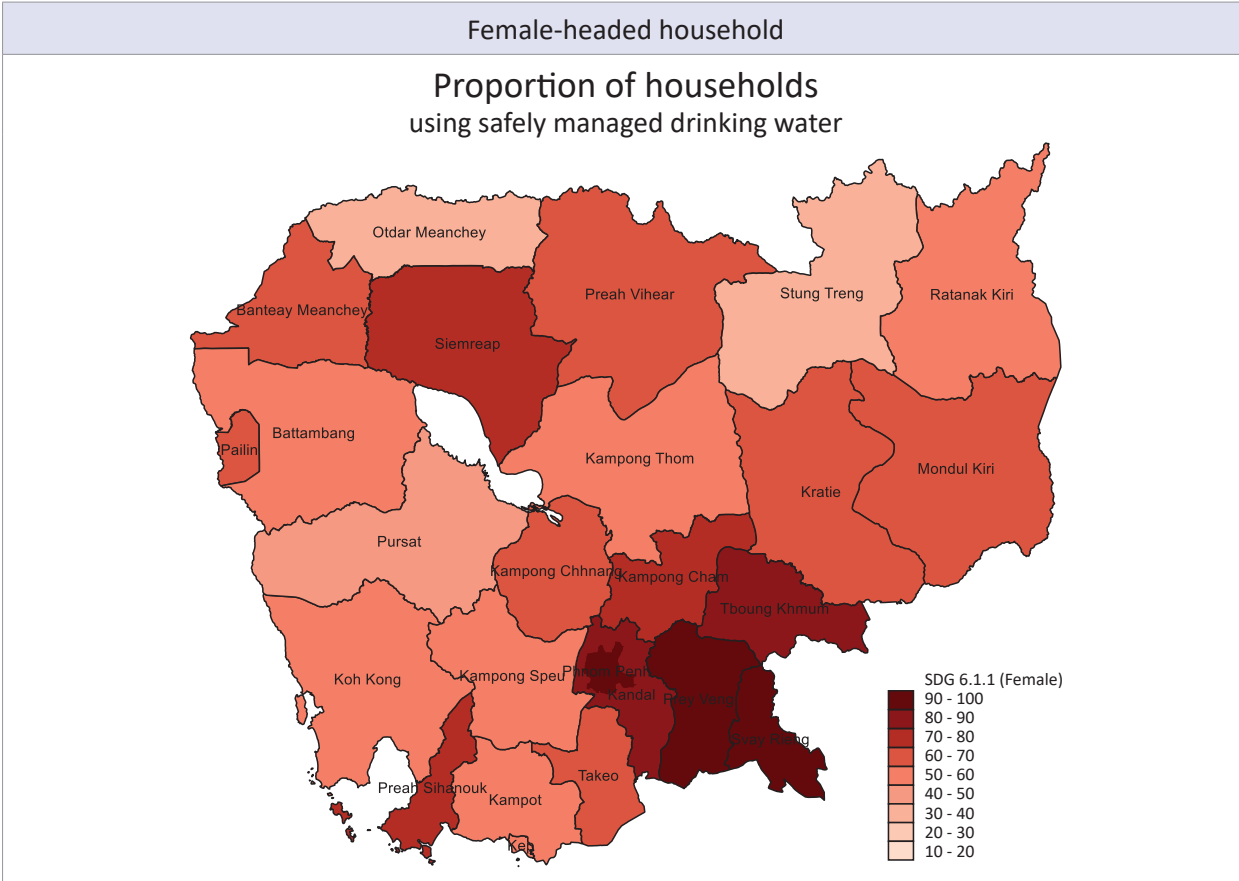 Female-headed household
Proportion of households
using safely managed drinking water
Otdar Meanchey
Banteay Meanchey
Preah Vihear
Stung Treng
Ratanak Kiri
Siemreap
Battambang
Pailin
Kampong Thom
Mondul Kiri
Kratie
Pursat
Kampong Chhnang
Kampong Cham
Tboung Khmum
Koh Kong
Kampong Speu
Phnom Penh
Kandal
Prey Veng
Svay Rieng
Preah Sihanouk
Takeo
Kampot
Kep
SDG 6.1.1 (Female)
90 - 100
80 - 90
70 - 80
60 - 70
50 - 60
40 - 50
30 - 40
20 - 30
10 - 20